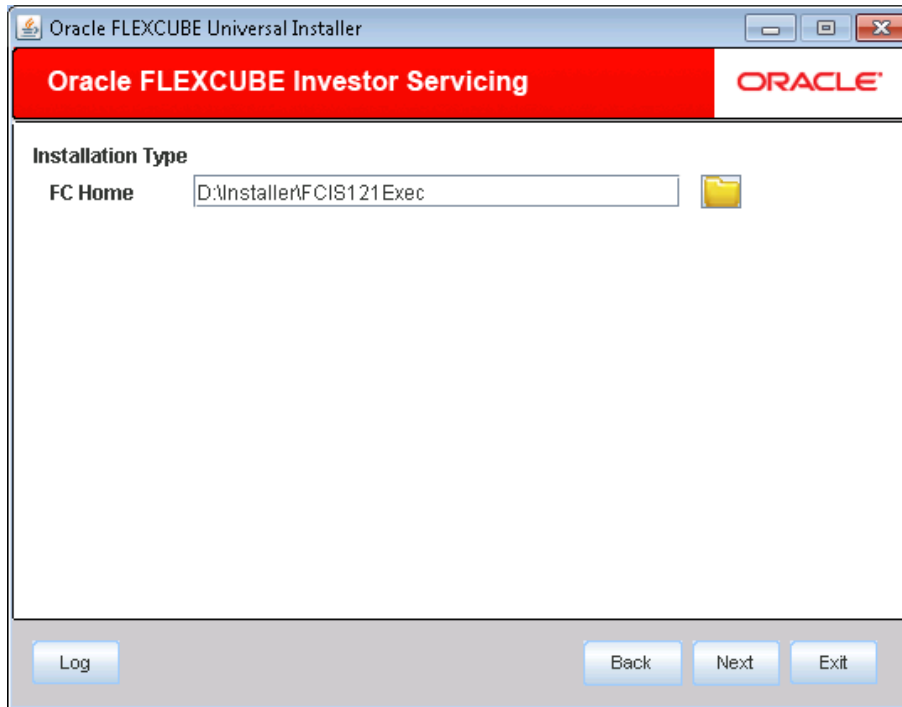 Oracle FLEXCUBE Universal Installer
Oracle FLEXCUBE Investor Servicing
ORACLE
Installation Type
FC Home D:\Installer\FCIS121Exec
Log Back Next Exit